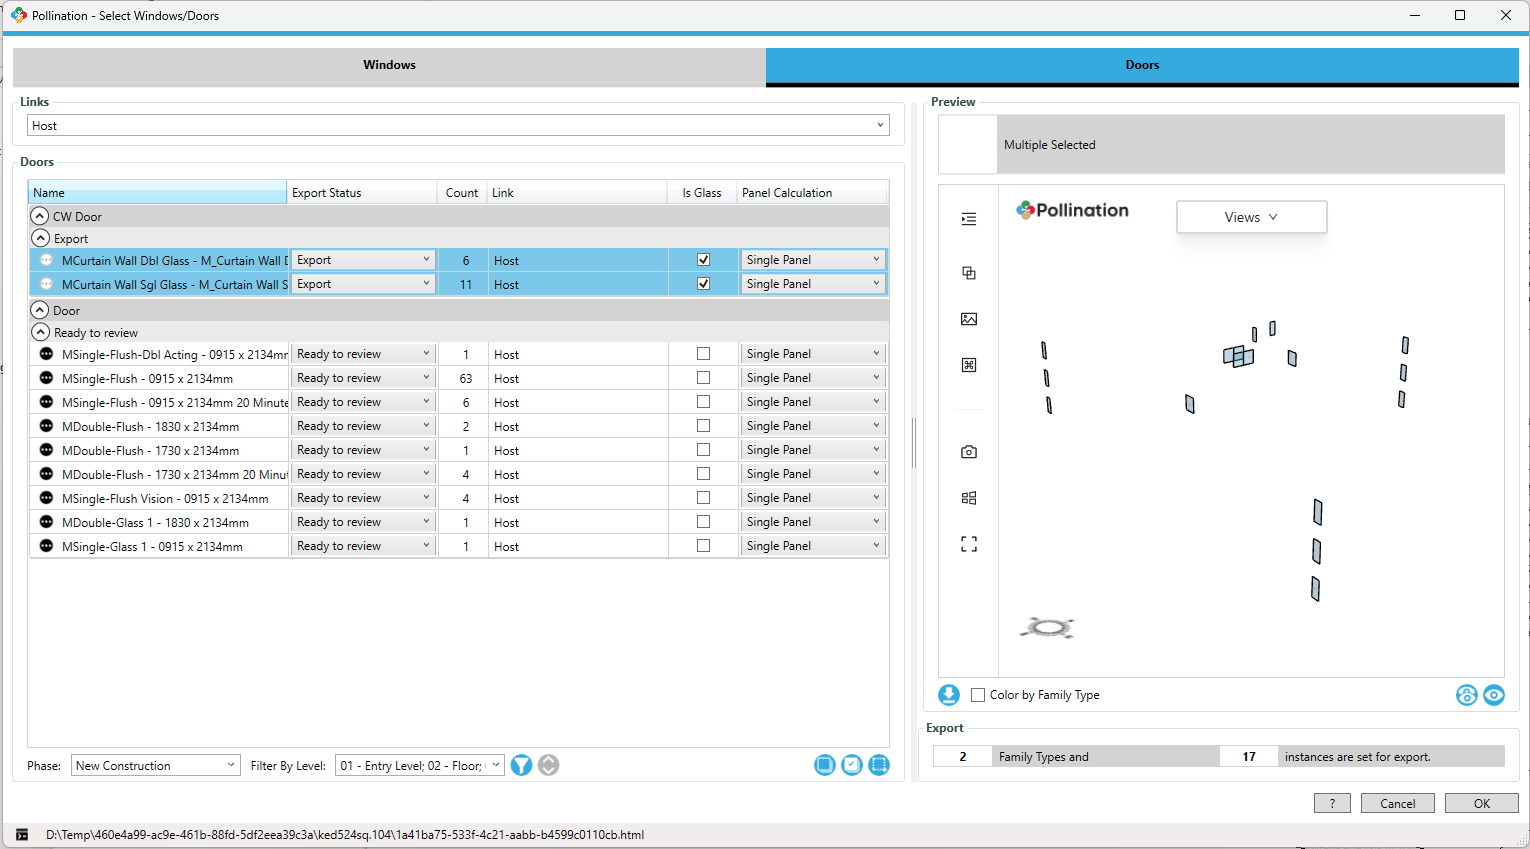 Pollination - Select Windows/Doors
Windows
Doors
Links
Host
Doors
Name Export Status Count Link Is Glass Panel Calculation
CW Door
Export
MCurtain Wall Dbl Glass - M_Curtain Wall Export 6 Host Single Panel
MCurtain Wall Sgl Glass - M_Curtain Wall S Export 11 Host Single Panel
Door
Ready to review
MSingle-Flush-Dbl Acting - 0915 x 2134mm Ready to review 1 Host Single Panel
MSingle-Flush - 0915 x 2134mm Ready to review 63 Host Single Panel
MSingle-Flush - 0915 x 2134mm 20 Minute Ready to review 6 Host Single Panel
MDouble-Flush - 1830 x 2134mm Ready to review 2 Host Single Panel
MDouble-Flush - 1730 x 2134mm Ready to review 1 Host Single Panel
MDouble-Flush - 1730 x 2134mm 20 Minut Ready to review 4 Host Single Panel
MSingle-Flush Vision - 0915 x 2134mm Ready to review 4 Host Single Panel
MDouble-Glass 1 - 1830 x 2134mm Ready to review 1 Host Single Panel
MSingle-Glass 1 - 0915 x 2134mm Ready to review 1 Host Single Panel
Phase: New Construction Filter By Level: 01 - Entry Level; 02 - Floor;
Preview
Multiple Selected
Pollination
Views
Color by Family Type
Export
2 Family Types and 17 instances are set for export.
? Cancel OK
D:\Temp\460e4a99-ac9e-461b-88fd-5df2eea39c3a\ked524sq.104\1a41ba75-533f-4c21-aabb-b4599c0110cb.html